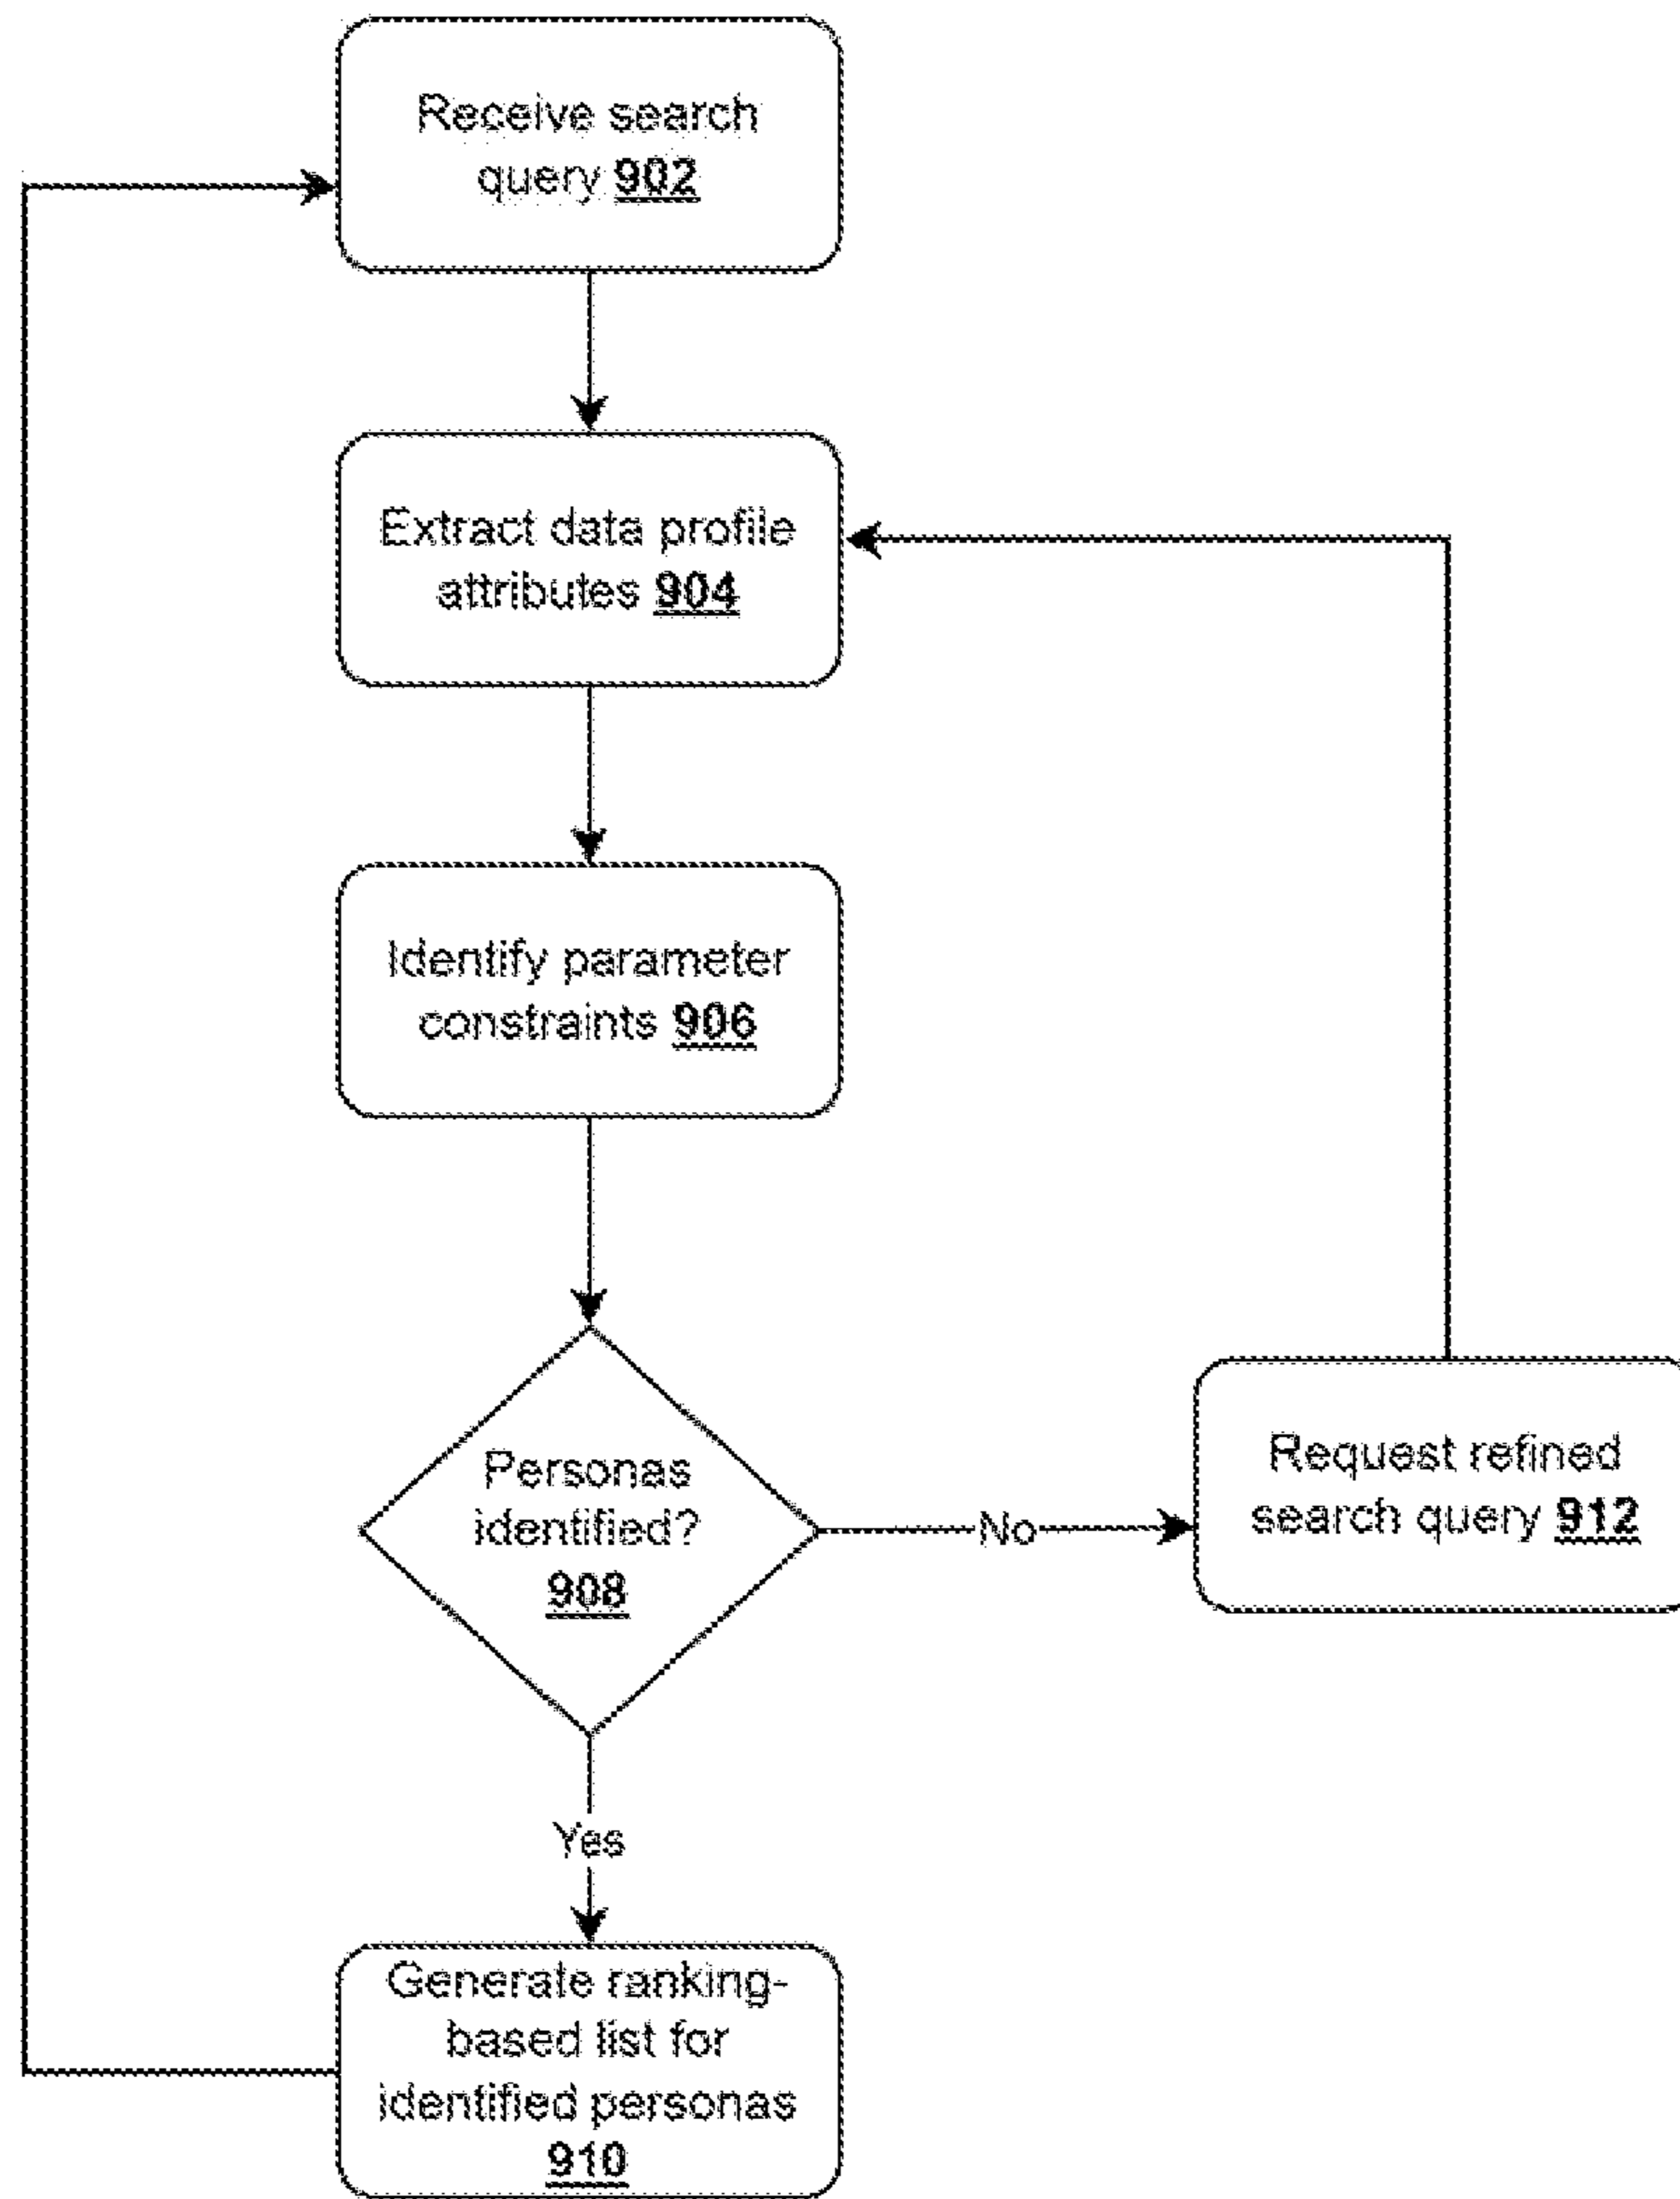 Receive search
query 902
Extract data profile
attributes 904
Identify parameter
constraints 906
Personas
identified?
908
No
Request refined
search query 912
Yes
Generate ranking-
based list for
identified personas
910